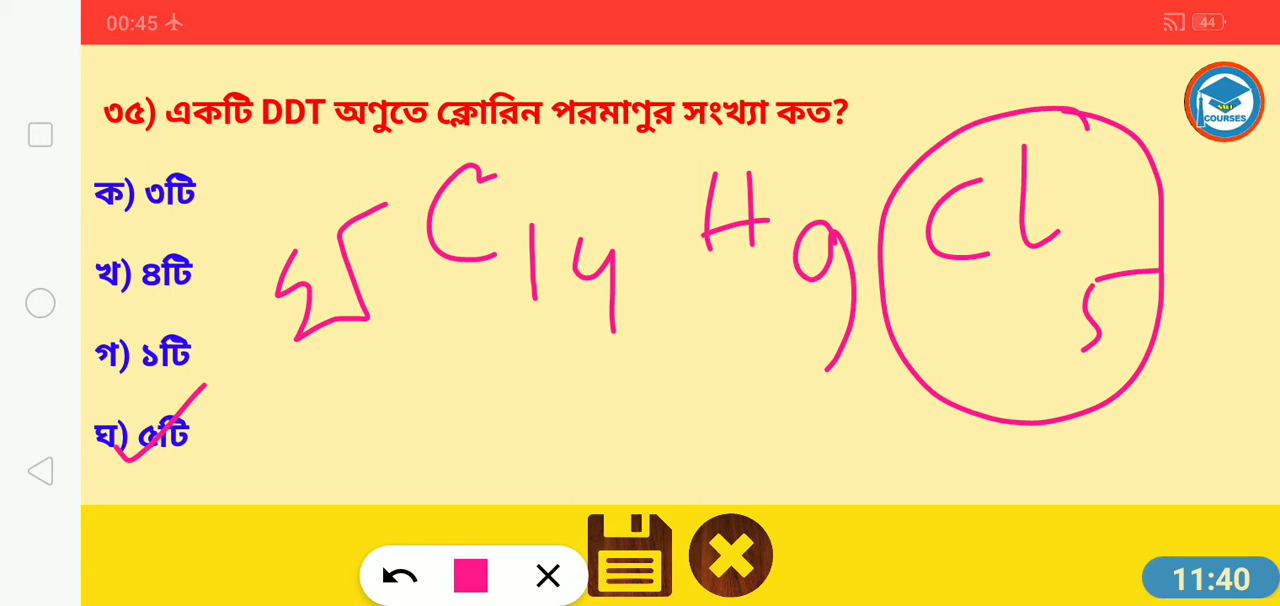 00:45
44
৩৫) একটি DDT অণুতে ক্লোরিন পরমাণুর সংখ্যা কত?
COURSES
ক) ৩টি
খ) ৪টি
গ) ১টি
ঘ) ৫টি
ঘ C14 H9 Cl5
11:40